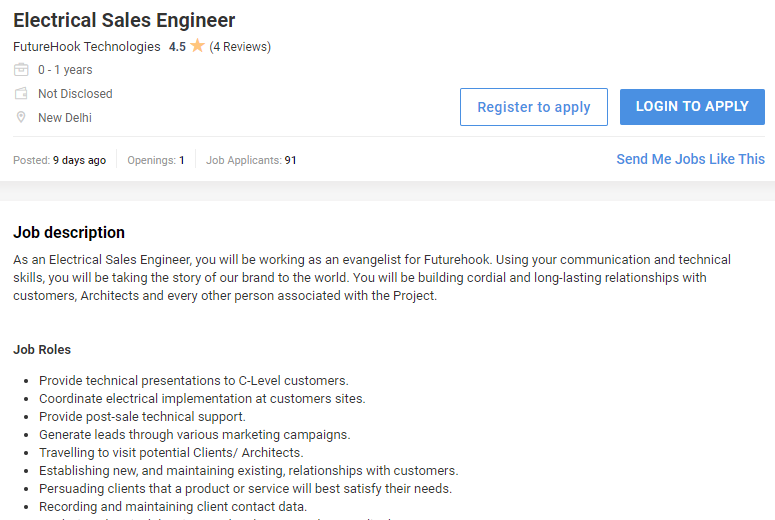 Electrical Sales Engineer
FutureHook Technologies 4.5 (4 Reviews)
0 - 1 years
Not Disclosed
New Delhi
Register to apply
LOGIN TO APPLY
Posted: 9 days ago Openings: 1 Job Applicants: 91
Send Me Jobs Like This
Job description
As an Electrical Sales Engineer, you will be working as an evangelist for Futurehook. Using your communication and technical
skills, you will be taking the story of our brand to the world. You will be building cordial and long-lasting relationships with
customers, Architects and every other person associated with the Project.
Job Roles
Provide technical presentations to C-Level customers.
Coordinate electrical implementation at customers sites.
Provide post-sale technical support.
Generate leads through various marketing campaigns.
Travelling to visit potential Clients/ Architects.
Establishing new, and maintaining existing, relationships with customers.
Persuading clients that a product or service will best satisfy their needs.
Recording and maintaining client contact data.